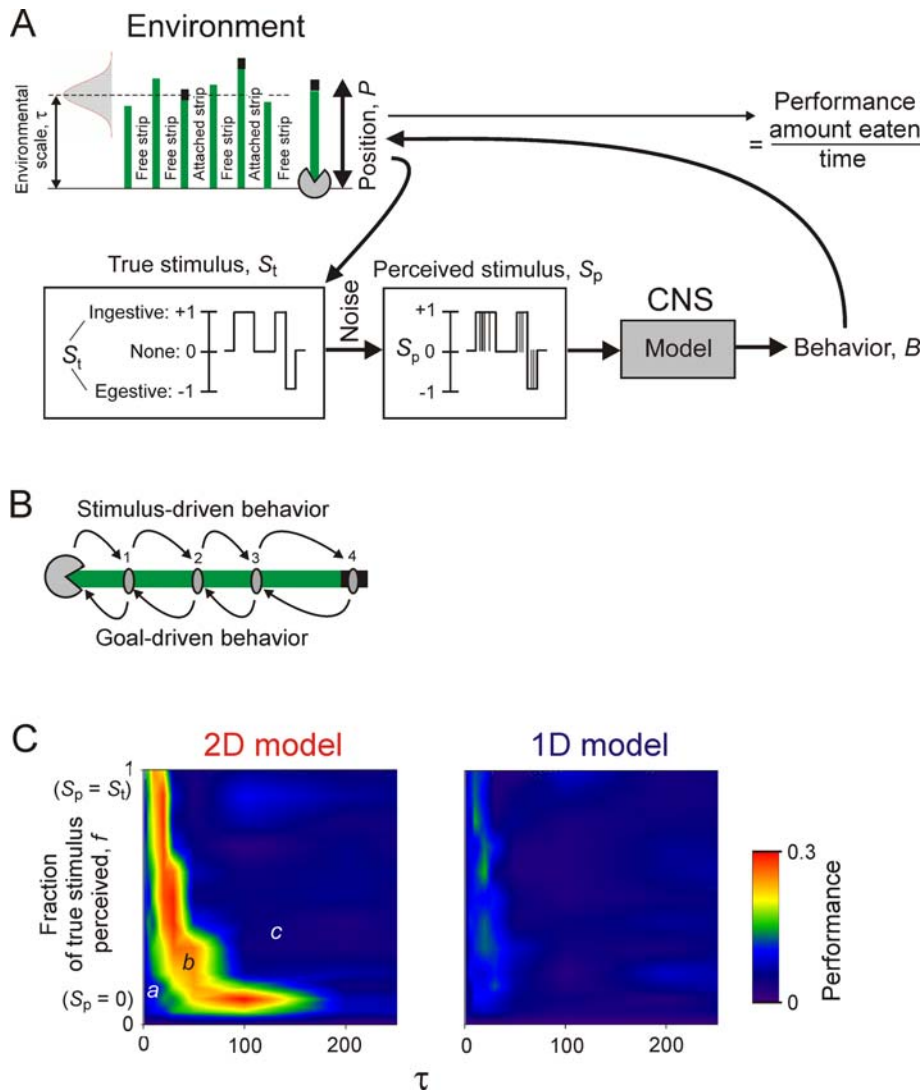 A
Environment
Environmental
scale, τ
Free strip
Free strip
Attached strip
Free strip
Attached strip
Free strip
Position, P
Performance
= amount eaten
time
True stimulus, St
St
Ingestive: +1
None: 0
Egestive: -1
Noise
Perceived stimulus, Sp
Sp
+1
0
-1
CNS
Model
Behavior, B
B
Stimulus-driven behavior
1 2 3 4
Goal-driven behavior
C
2D model
1D model
Fraction
of true stimulus
perceived, f
1
(Sp = St)
(Sp = 0)
0
a
b
c
0 100 200
0 100 200
τ
0.3
0
Performance